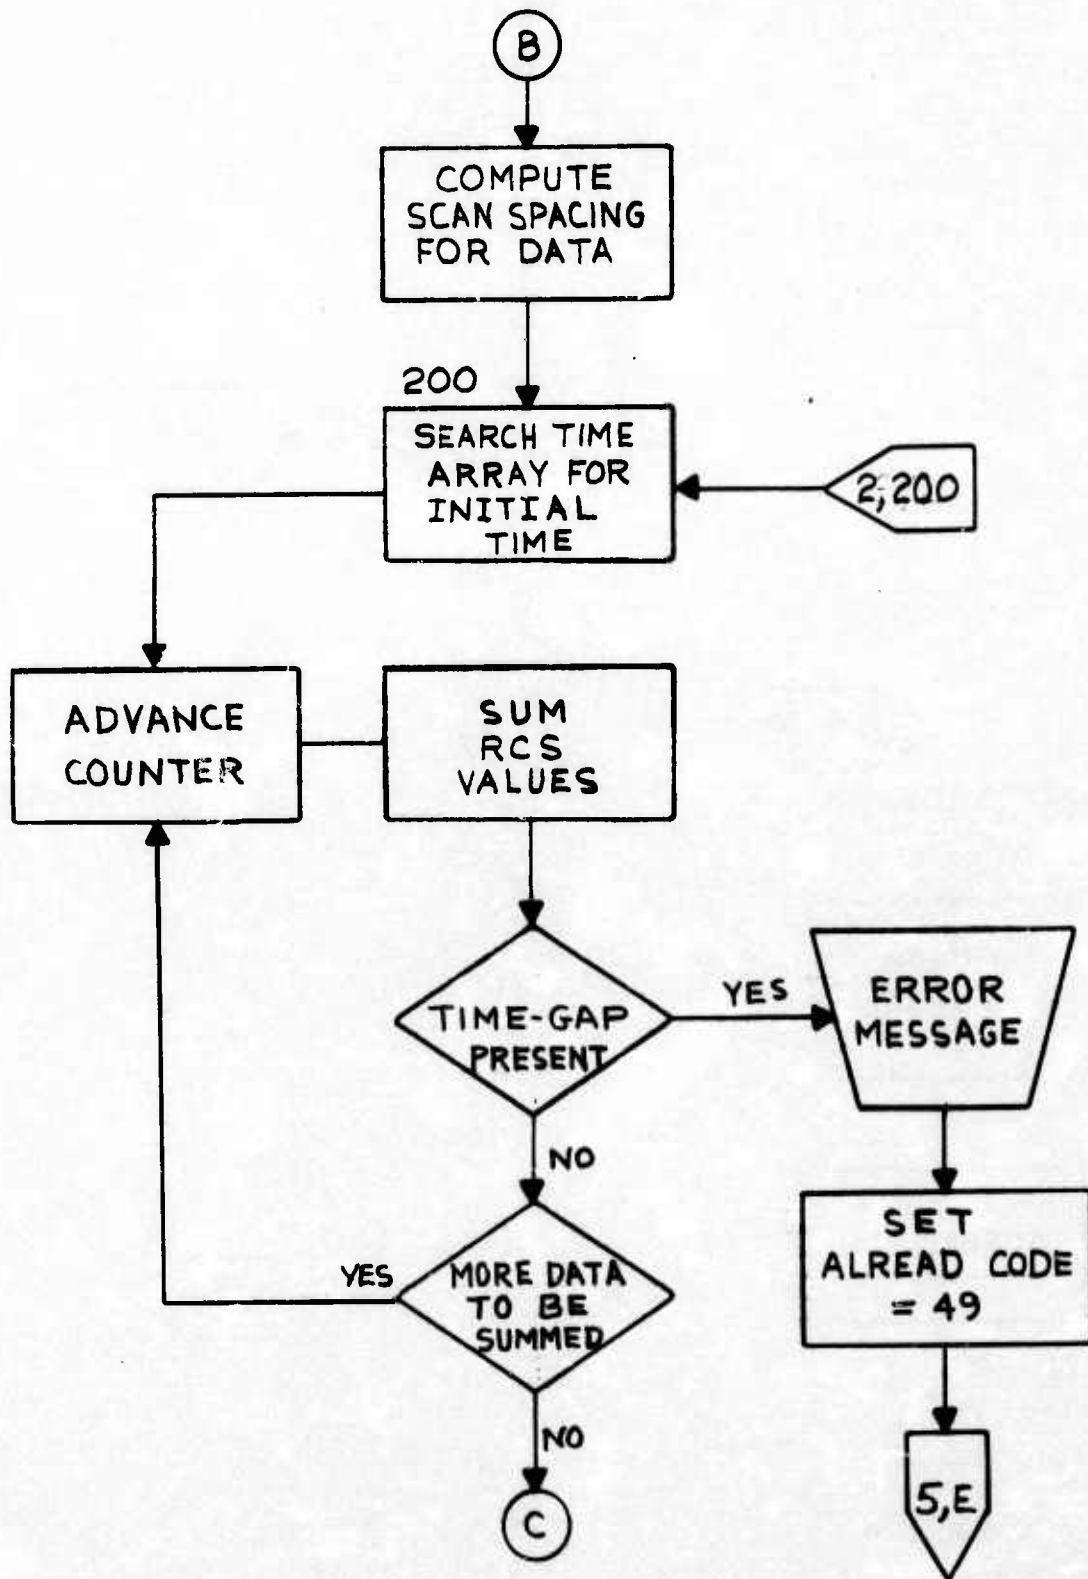 B
COMPUTE
SCAN SPACING
FOR DATA
200
SEARCH TIME
ARRAY FOR
INITIAL
TIME
2,200
ADVANCE
COUNTER
SUM
RCS
VALUES
TIME-GAP
PRESENT
YES
ERROR
MESSAGE
NO
SET
ALREAD CODE
= 49
YES
MORE DATA
TO BE
SUMMED
NO
C
5,E